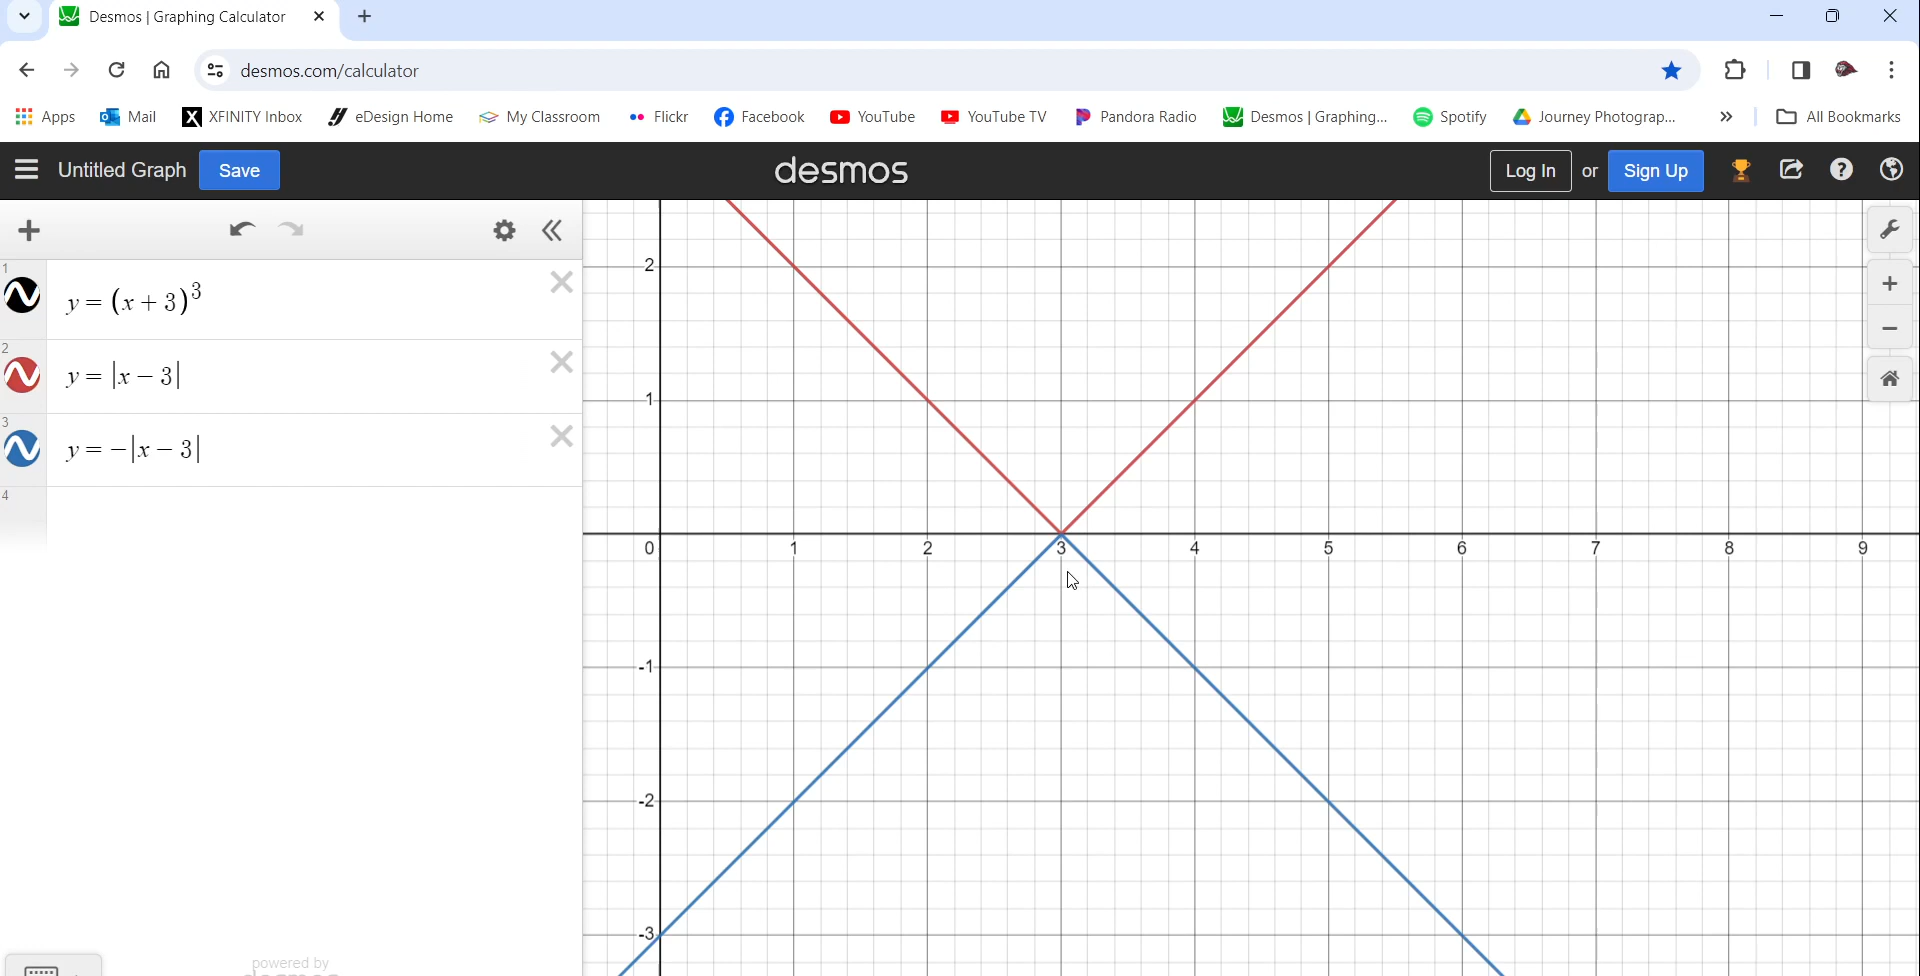 Desmos | Graphing Calculator
desmos.com/calculator
Apps Mail XFINITY Inbox eDesign Home My Classroom Flickr Facebook YouTube YouTube TV Pandora Radio Desmos | Graphing... Spotify Journey Photograp... » All Bookmarks
Untitled Graph Save desmos Log In or Sign Up
1
y = (x + 3)³
2
y = |x − 3|
3
y = −|x − 3|
4
2
1
0 1 2 3 4 5 6 7 8 9
-1
-2
-3
powered by